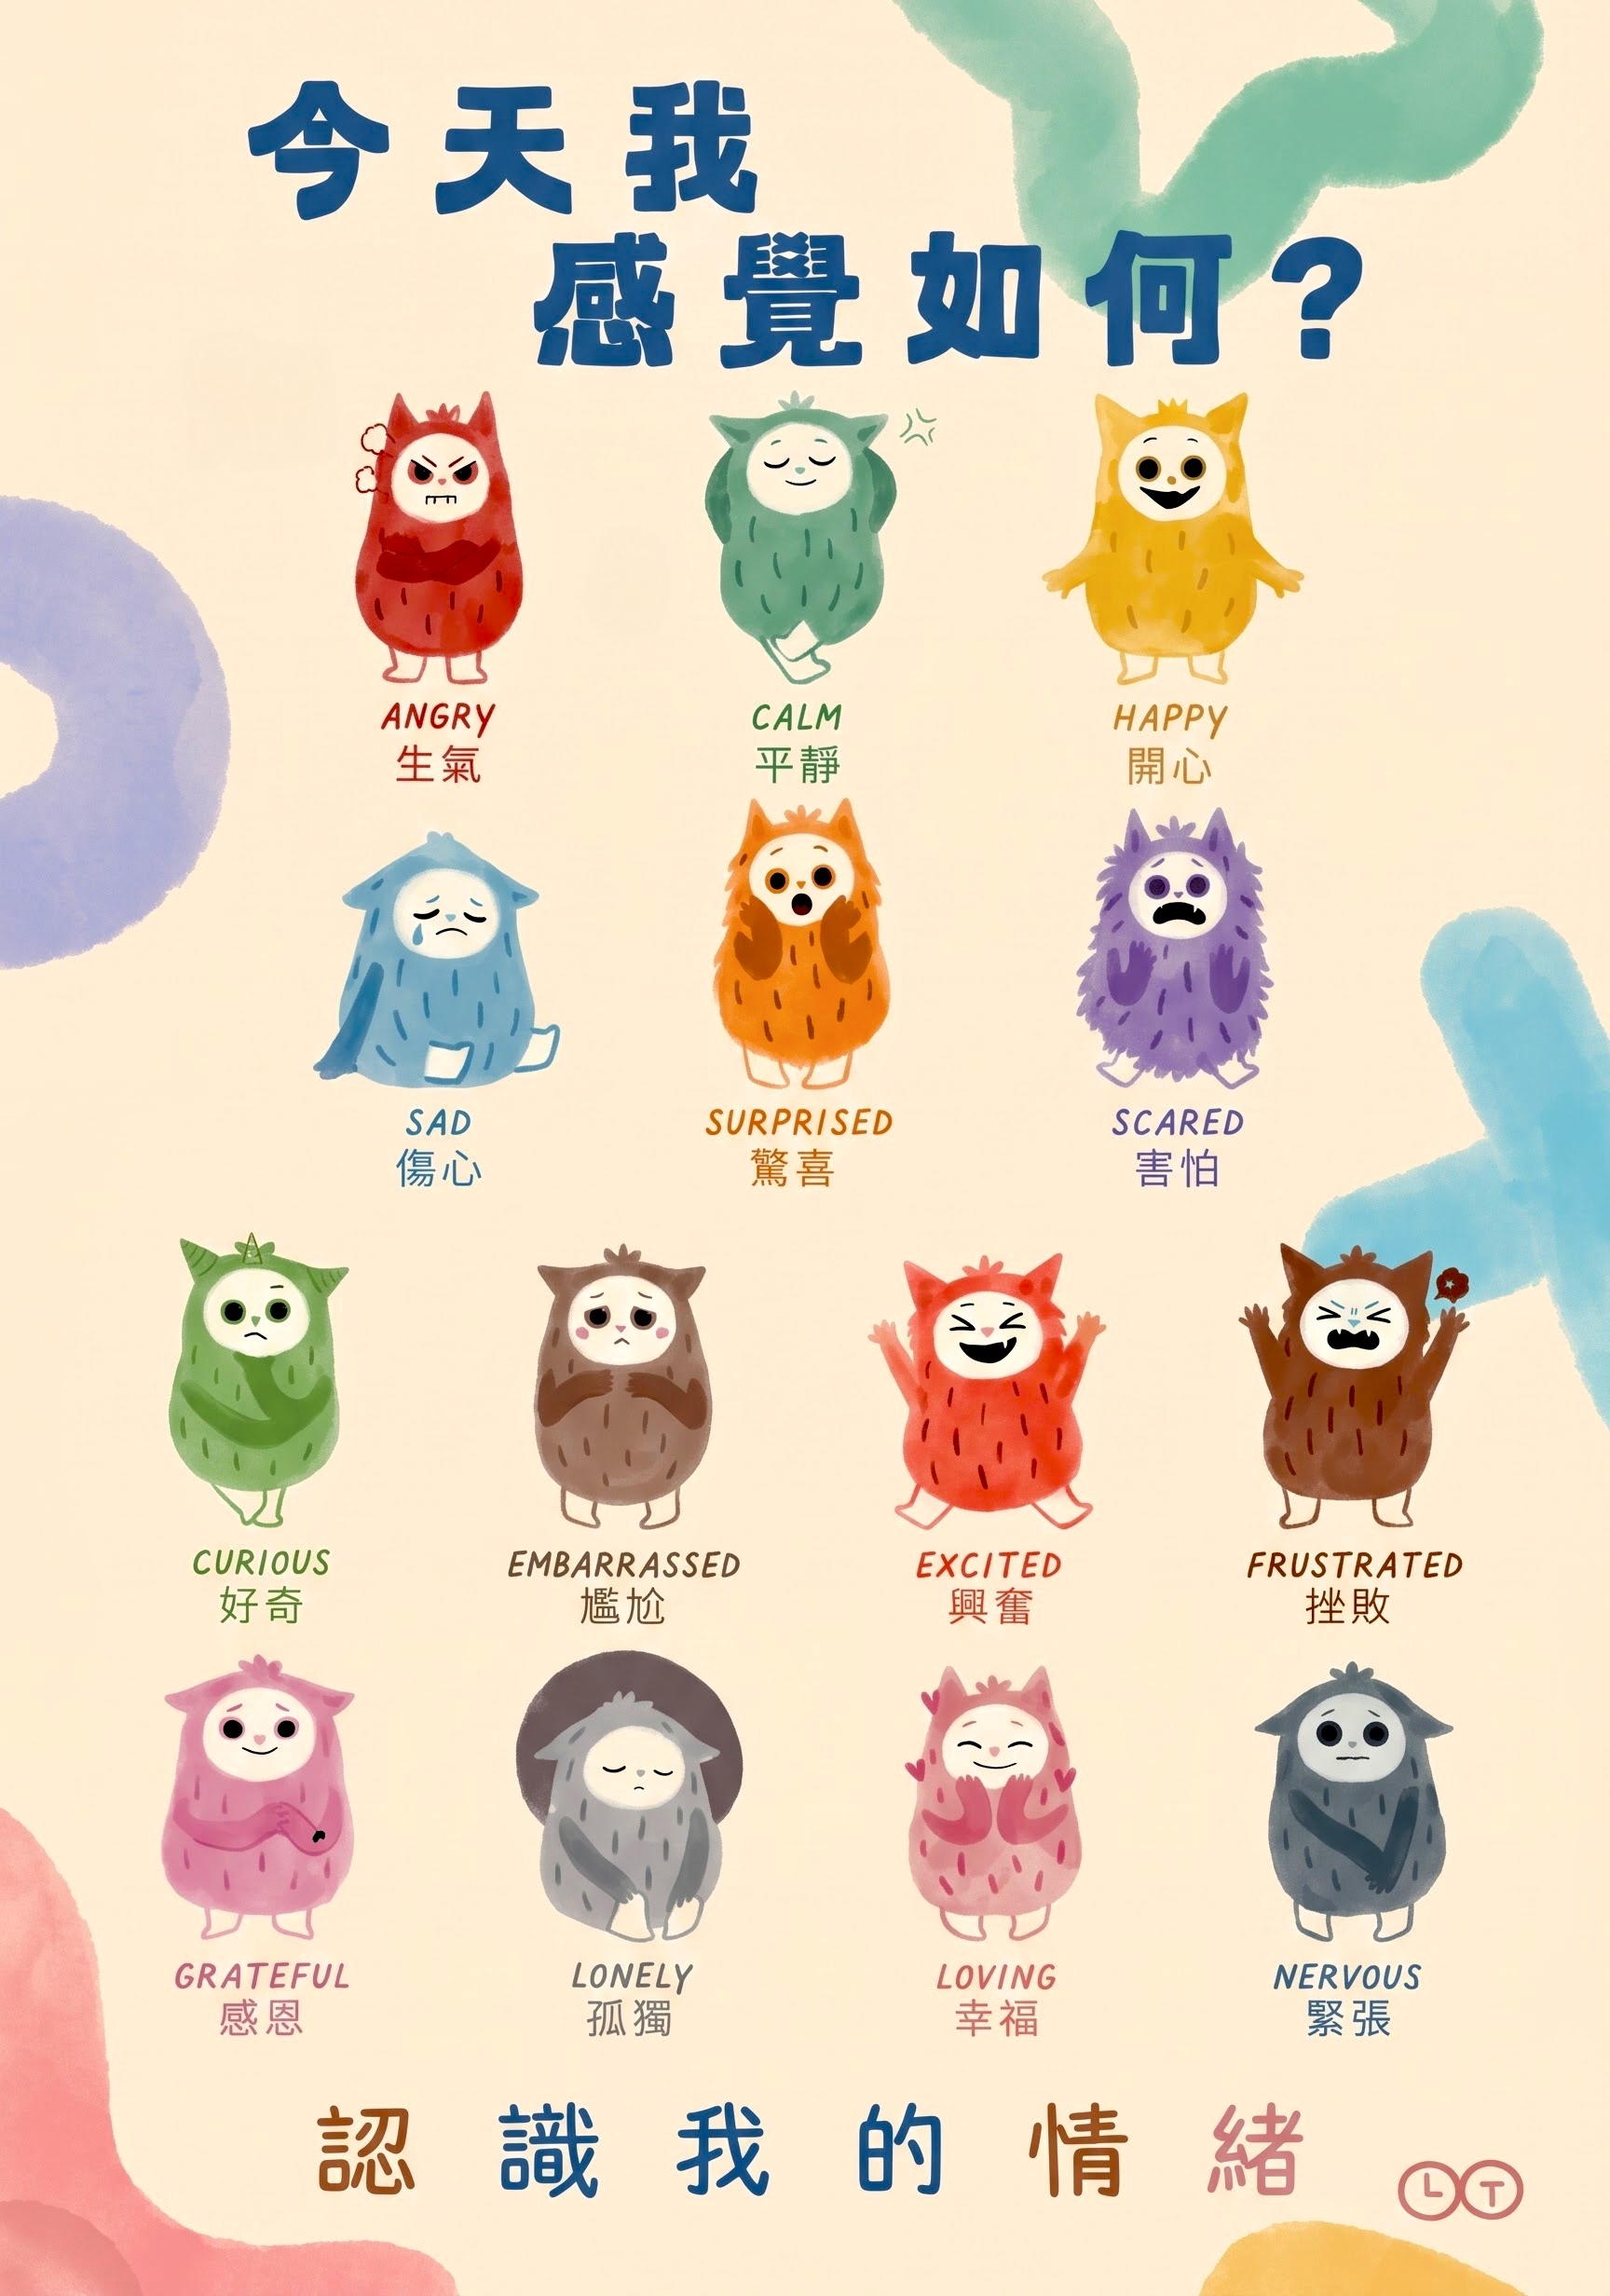 今天我
感覺如何?
ANGRY
生氣
CALM
平靜
HAPPY
開心
SAD
傷心
SURPRISED
驚喜
SCARED
害怕
CURIOUS
好奇
EMBARRASSED
尷尬
EXCITED
興奮
FRUSTRATED
挫敗
GRATEFUL
感恩
LONELY
孤獨
LOVING
幸福
NERVOUS
緊張
認識我的情緒
LT